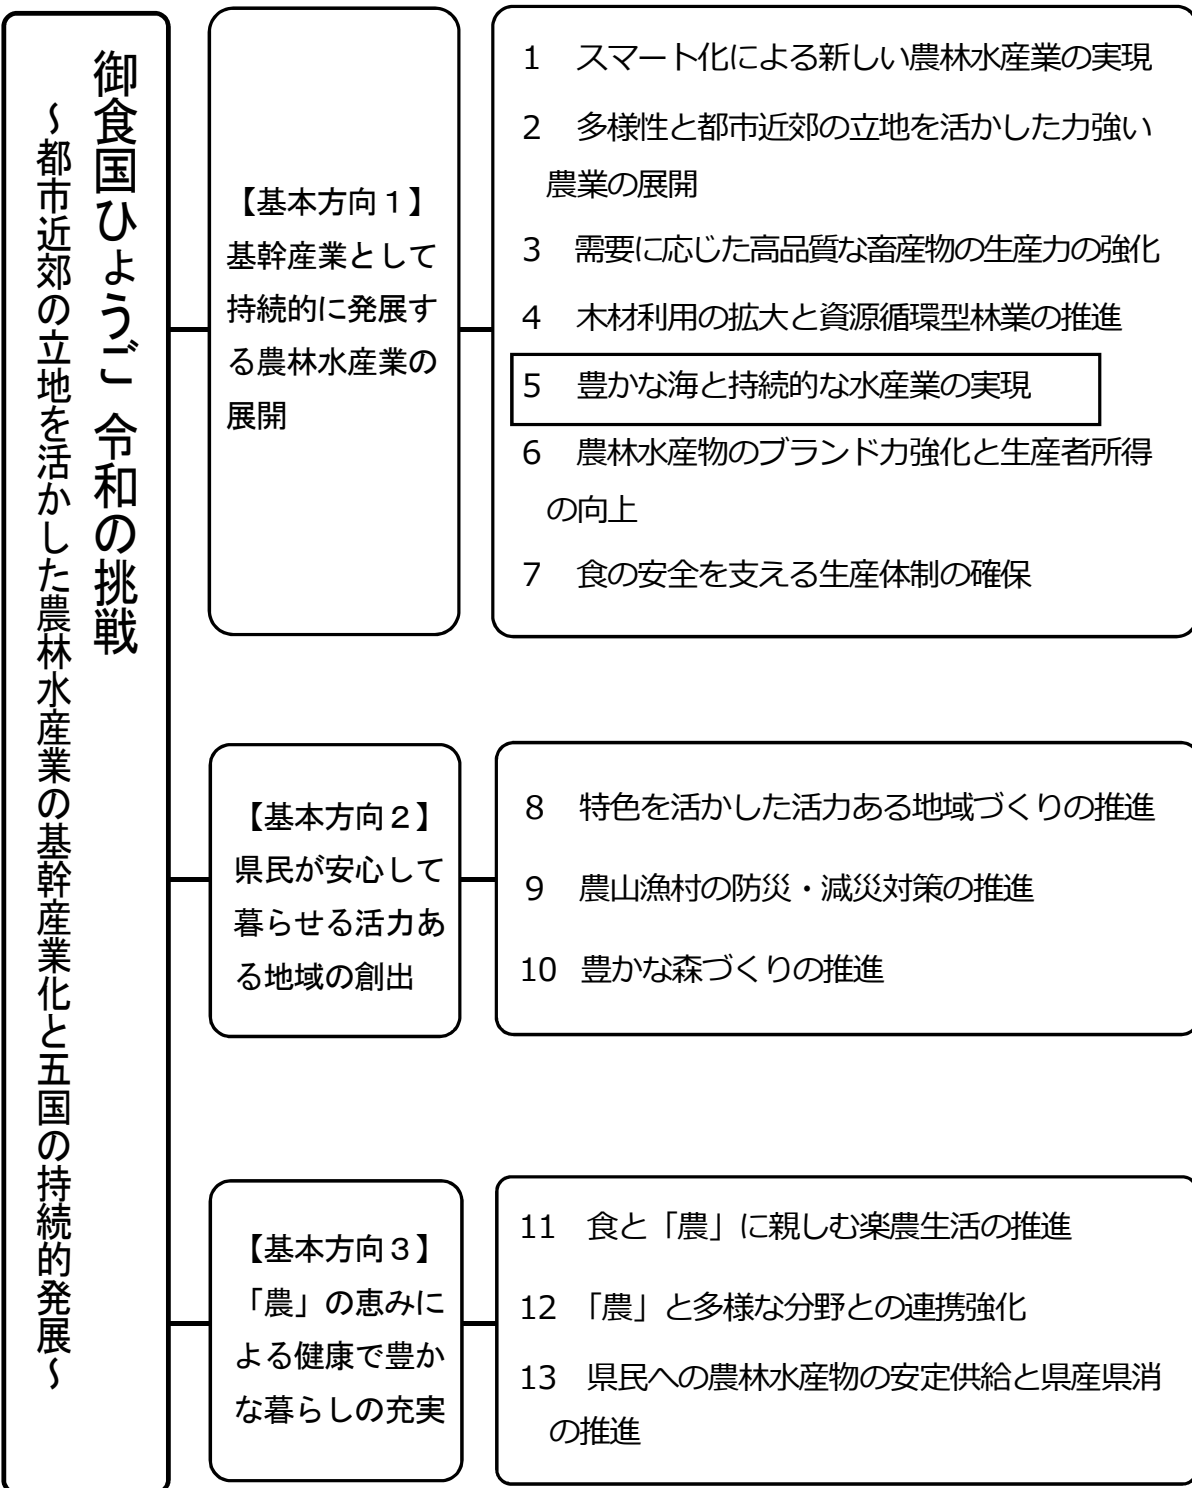 御食国ひょうご 令和の挑戦
～都市近郊の立地を活かした農林水産業の基幹産業化と五国の持続的発展～
【基本方向１】
基幹産業として
持続的に発展す
る農林水産業の
展開
1 スマート化による新しい農林水産業の実現
2 多様性と都市近郊の立地を活かした力強い
農業の展開
3 需要に応じた高品質な畜産物の生産力の強化
4 木材利用の拡大と資源循環型林業の推進
5 豊かな海と持続的な水産業の実現
6 農林水産物のブランド力強化と生産者所得
の向上
7 食の安全を支える生産体制の確保
【基本方向２】
県民が安心して
暮らせる活力あ
る地域の創出
8 特色を活かした活力ある地域づくりの推進
9 農山漁村の防災・減災対策の推進
10 豊かな森づくりの推進
【基本方向３】
「農」の恵みに
よる健康で豊か
な暮らしの充実
11 食と「農」に親しむ楽農生活の推進
12 「農」と多様な分野との連携強化
13 県民への農林水産物の安定供給と県産県消
の推進